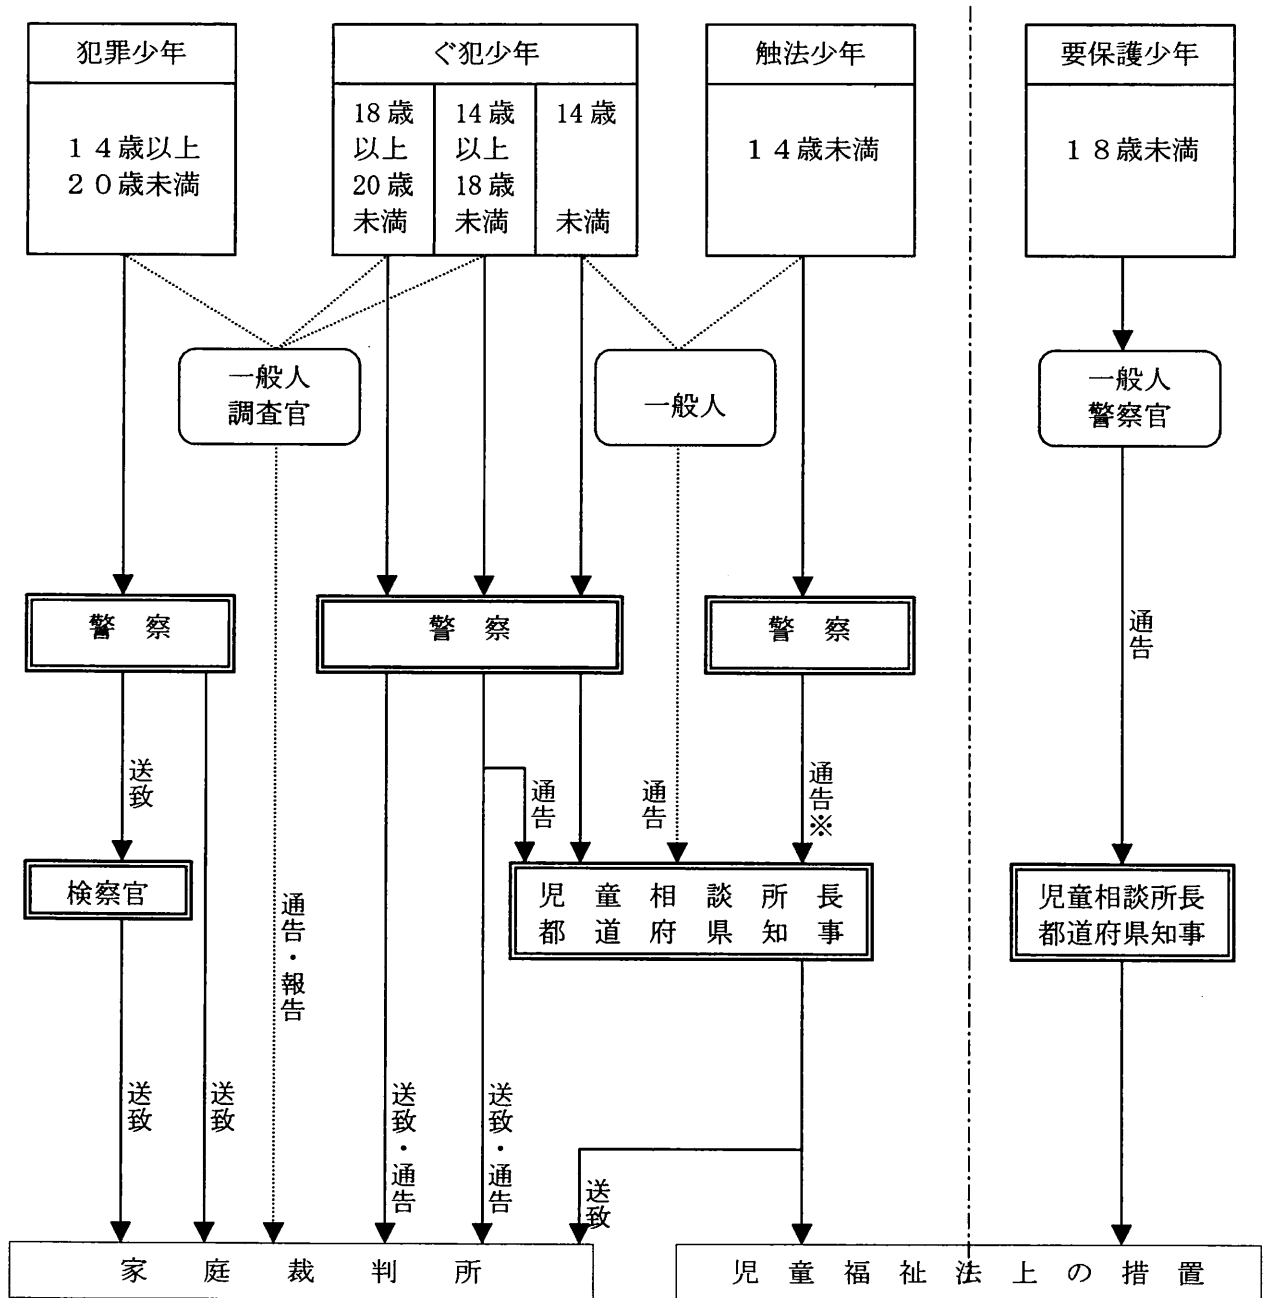 犯罪少年
ぐ犯少年
触法少年
要保護少年
１４歳以上
２０歳未満
18歳
以上
20歳
未満
14歳
以上
18歳
未満
14歳
未満
１４歳未満
１８歳未満
一般人
調査官
一般人
一般人
警察官
警察
警察
警察
通告
送致
通告
通告
通告※
検察官
児童相談所長
都道府県知事
児童相談所長
都道府県知事
通告・報告
送致
送致
送致・通告
送致・通告
送致
家庭裁判所
児童福祉法上の措置